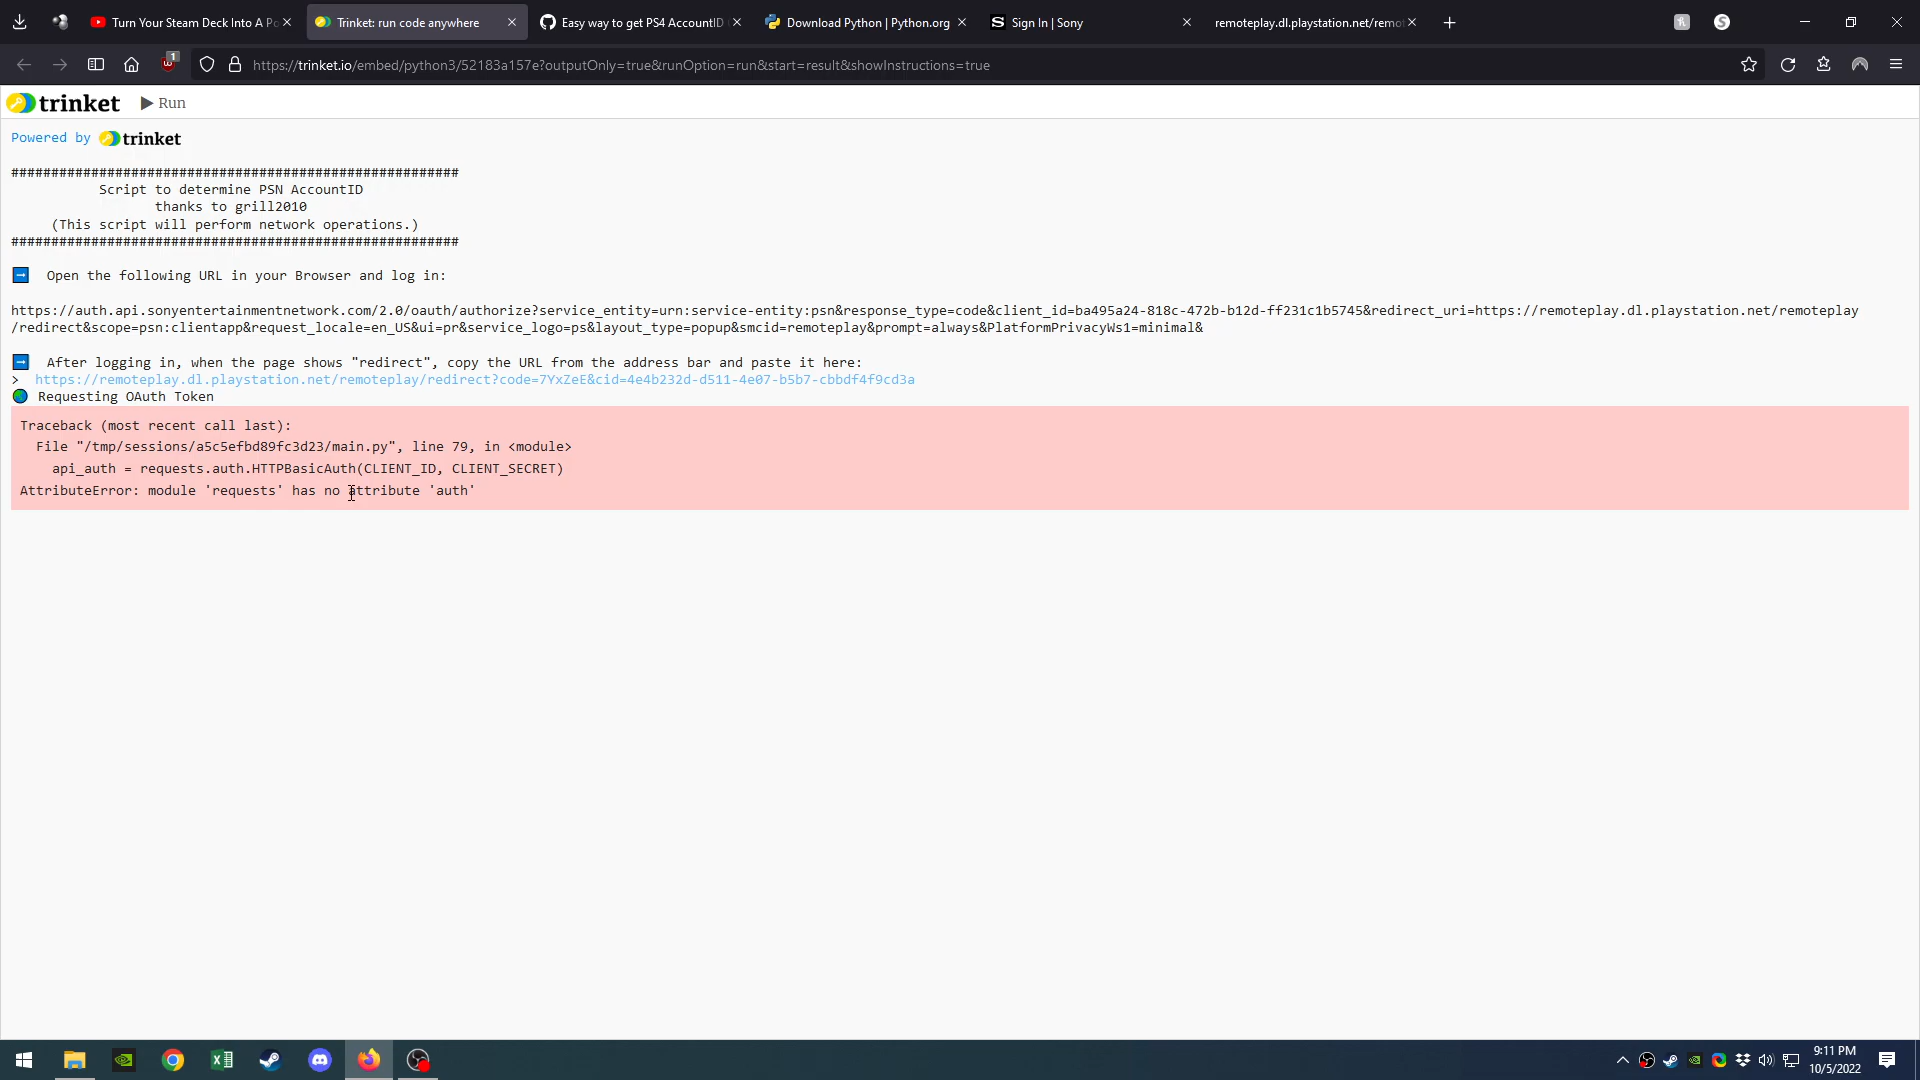 Turn Your Steam Deck Into A Po
Trinket: run code anywhere
Easy way to get PS4 AccountID
Download Python | Python.org
Sign In | Sony
remoteplay.dl.playstation.net/remo
1
https://trinket.io/embed/python3/52183a157e?outputOnly=true&runOption=run&start=result&showInstructions=true
trinket
Run
Powered by trinket
########################################################
Script to determine PSN AccountID
thanks to grill2010
(This script will perform network operations.)
########################################################
Open the following URL in your Browser and log in:
https://auth.api.sonyentertainmentnetwork.com/2.0/oauth/authorize?service_entity=urn:service-entity:psn&response_type=code&client_id=ba495a24-818c-472b-b12d-ff231c1b5745&redirect_uri=https://remoteplay.dl.playstation.net/remoteplay
/redirect&scope=psn:clientapp&request_locale=en_US&ui=pr&service_logo=ps&layout_type=popup&smcid=remoteplay&prompt=always&PlatformPrivacyWs1=minimal&
After logging in, when the page shows "redirect", copy the URL from the address bar and paste it here:
> https://remoteplay.dl.playstation.net/remoteplay/redirect?code=7YxZeE&cid=4e4b232d-d511-4e07-b5b7-cbbdf4f9cd3a
Requesting OAuth Token
Traceback (most recent call last):
File "/tmp/sessions/a5c5efbd89fc3d23/main.py", line 79, in <module>
api_auth = requests.auth.HTTPBasicAuth(CLIENT_ID, CLIENT_SECRET)
AttributeError: module 'requests' has no attribute 'auth'
9:11 PM
10/5/2022